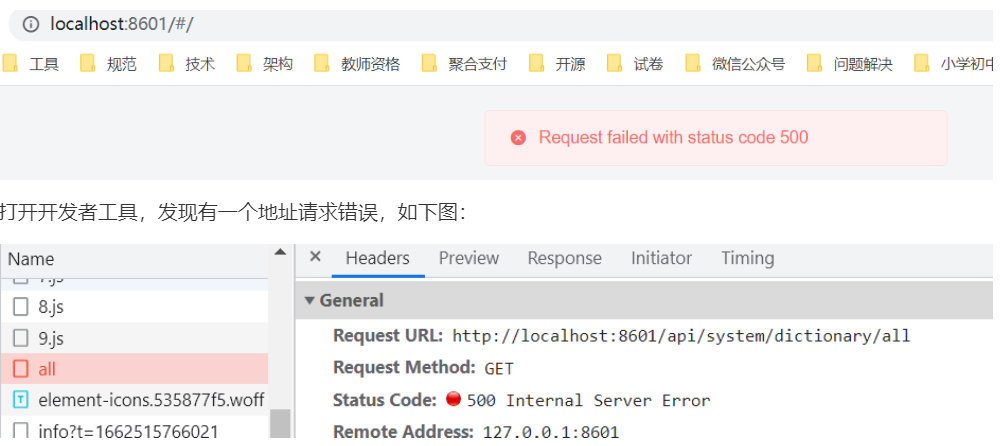 localhost:8601/#/
工具 规范 技术 架构 教师资格 聚合支付 开源 试卷 微信公众号 问题解决 小学初中
Request failed with status code 500
打开开发者工具，发现有一个地址请求错误，如下图：
Name
Headers Preview Response Initiator Timing
General
7.js
8.js
Request URL: http://localhost:8601/api/system/dictionary/all
9.js
Request Method: GET
all
Status Code: 500 Internal Server Error
element-icons.535877f5.woff
info?t=1662515766021
Remote Address: 127.0.0.1:8601